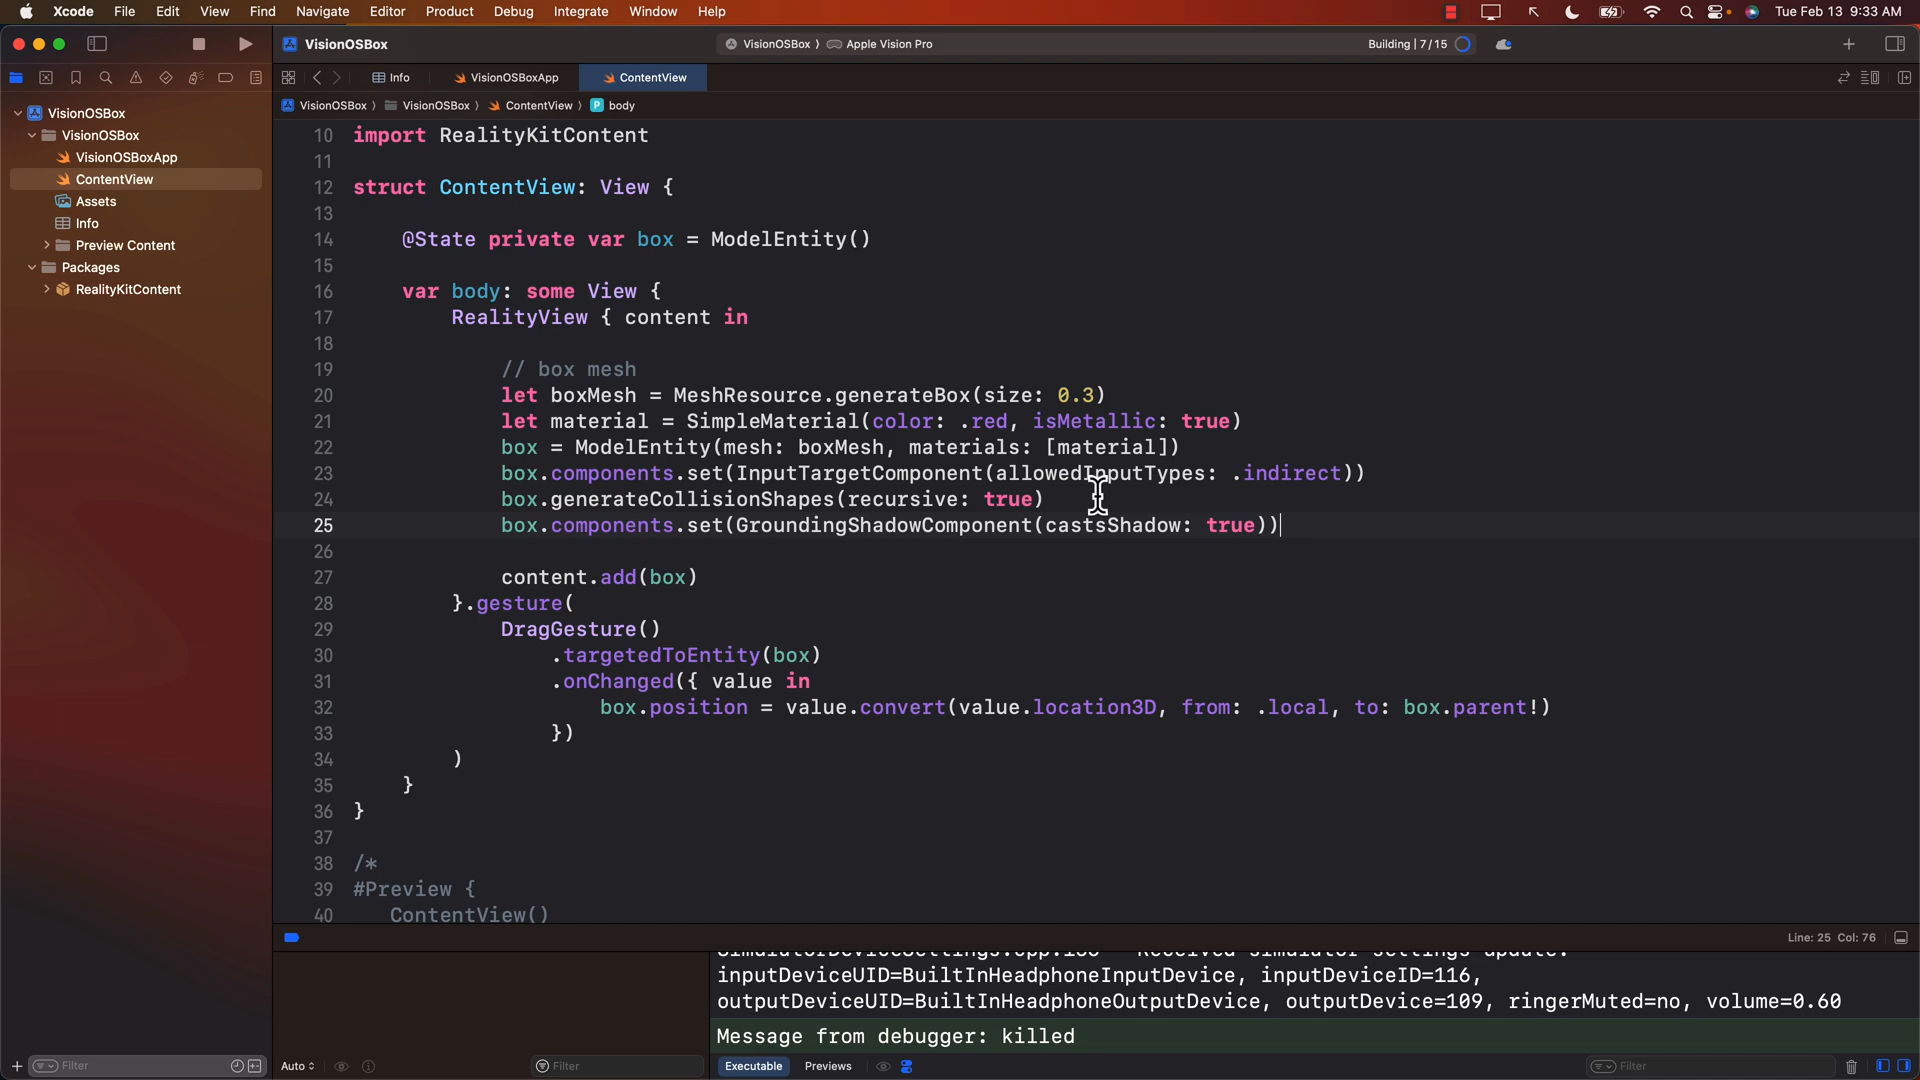 Xcode File Edit View Find Navigate Editor Product Debug Integrate Window Help Tue Feb 13 9:33 AM
VisionOSBox VisionOSBox ⟩ Apple Vision Pro Building | 7/15
Info VisionOSBoxApp ContentView
VisionOSBox ⟩ VisionOSBox ⟩ ContentView ⟩ P body
VisionOSBox
VisionOSBox
VisionOSBoxApp
ContentView
Assets
Info
Preview Content
Packages
RealityKitContent
10 import RealityKitContent
11
12 struct ContentView: View {
13
14 @State private var box = ModelEntity()
15
16 var body: some View {
17 RealityView { content in
18
19 // box mesh
20 let boxMesh = MeshResource.generateBox(size: 0.3)
21 let material = SimpleMaterial(color: .red, isMetallic: true)
22 box = ModelEntity(mesh: boxMesh, materials: [material])
23 box.components.set(InputTargetComponent(allowedInputTypes: .indirect))
24 box.generateCollisionShapes(recursive: true)
25 box.components.set(GroundingShadowComponent(castsShadow: true))
26
27 content.add(box)
28 }.gesture(
29 DragGesture()
30 .targetedToEntity(box)
31 .onChanged({ value in
32 box.position = value.convert(value.location3D, from: .local, to: box.parent!)
33 })
34 )
35 }
36 }
37
38 /*
39 #Preview {
40 ContentView()
Line: 25 Col: 76
inputDeviceUID=BuiltInHeadphoneInputDevice, inputDeviceID=116,
outputDeviceUID=BuiltInHeadphoneOutputDevice, outputDevice=109, ringerMuted=no, volume=0.60
Message from debugger: killed
Filter Auto Filter Executable Previews Filter